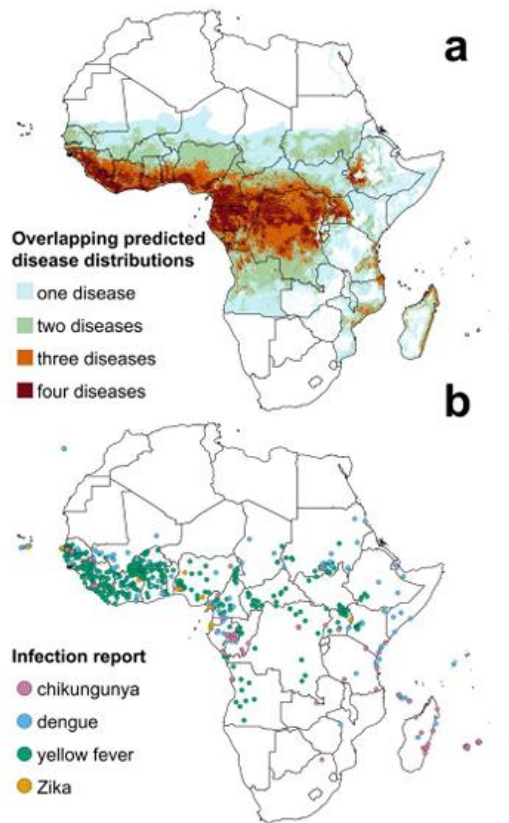 a
Overlapping predicted
disease distributions
one disease
two diseases
three diseases
four diseases
b
Infection report
chikungunya
dengue
yellow fever
Zika